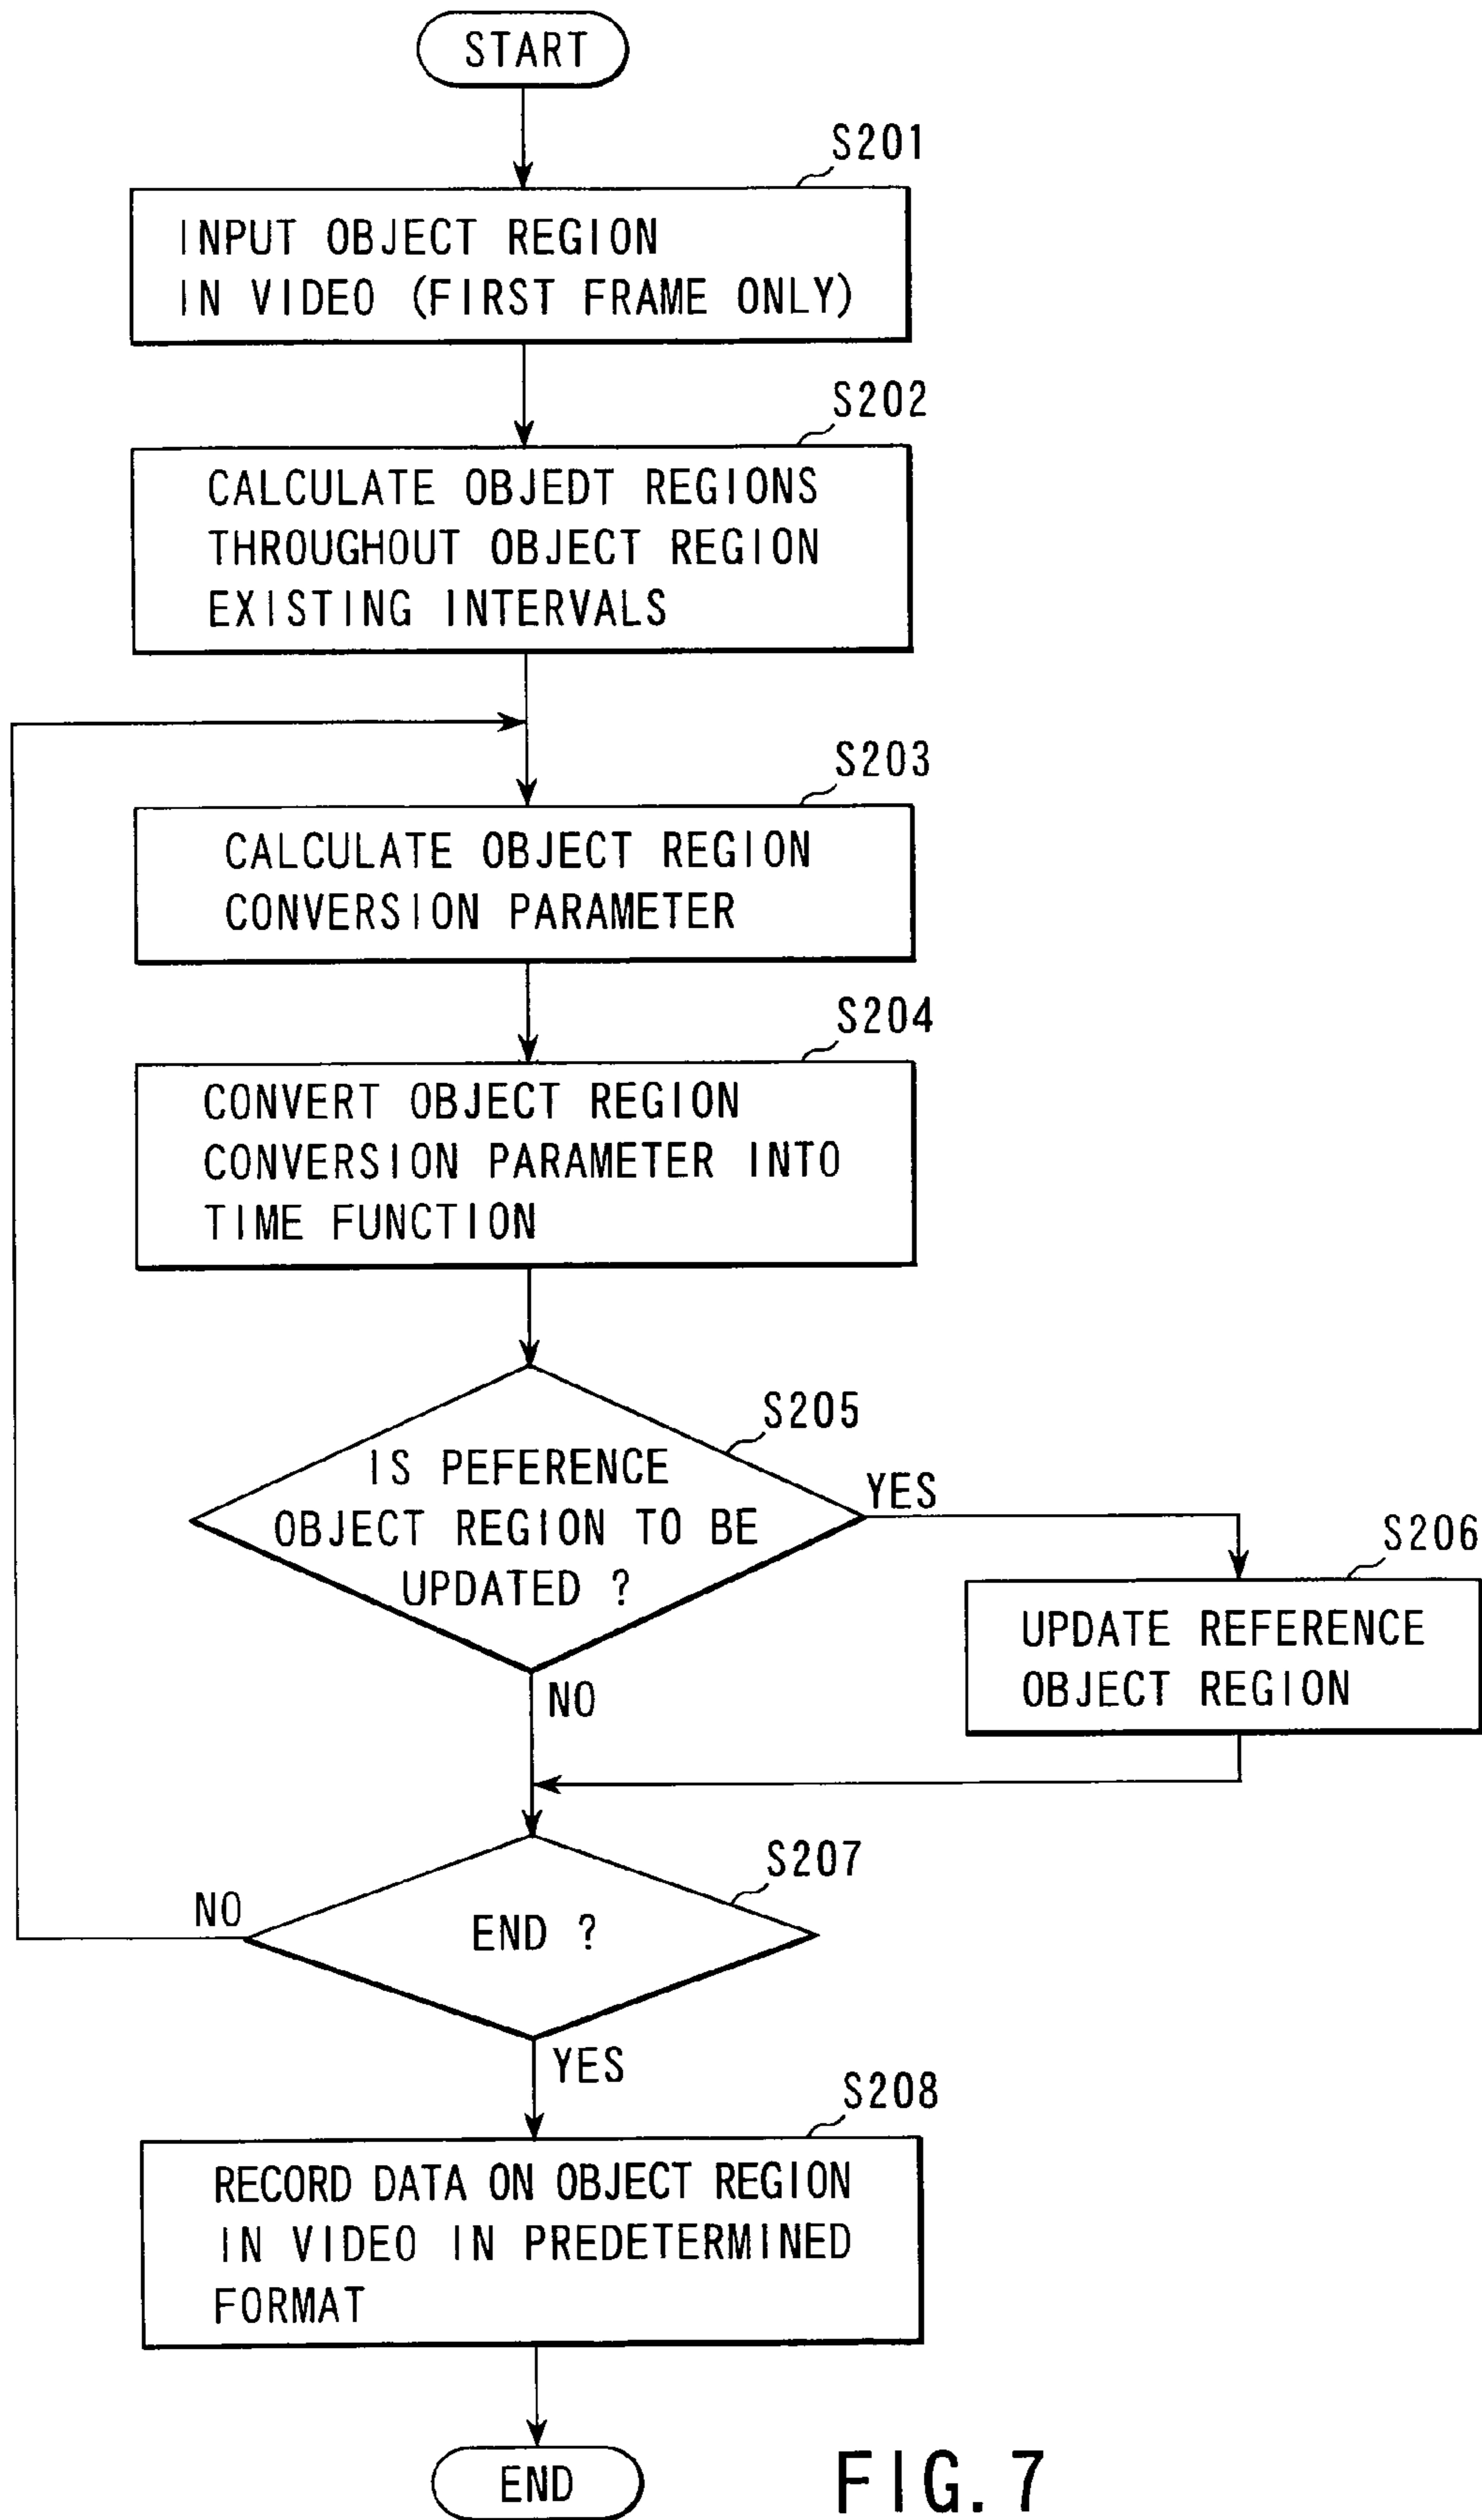 START
S201
INPUT OBJECT REGION
IN VIDEO (FIRST FRAME ONLY)
S202
CALCULATE OBJEDT REGIONS
THROUGHOUT OBJECT REGION
EXISTING INTERVALS
S203
CALCULATE OBJECT REGION
CONVERSION PARAMETER
S204
CONVERT OBJECT REGION
CONVERSION PARAMETER INTO
TIME FUNCTION
S205
IS PEFERENCE
OBJECT REGION TO BE
UPDATED ?
YES
S206
UPDATE REFERENCE
OBJECT REGION
NO
S207
END ?
NO
YES
S208
RECORD DATA ON OBJECT REGION
IN VIDEO IN PREDETERMINED
FORMAT
END
FIG. 7